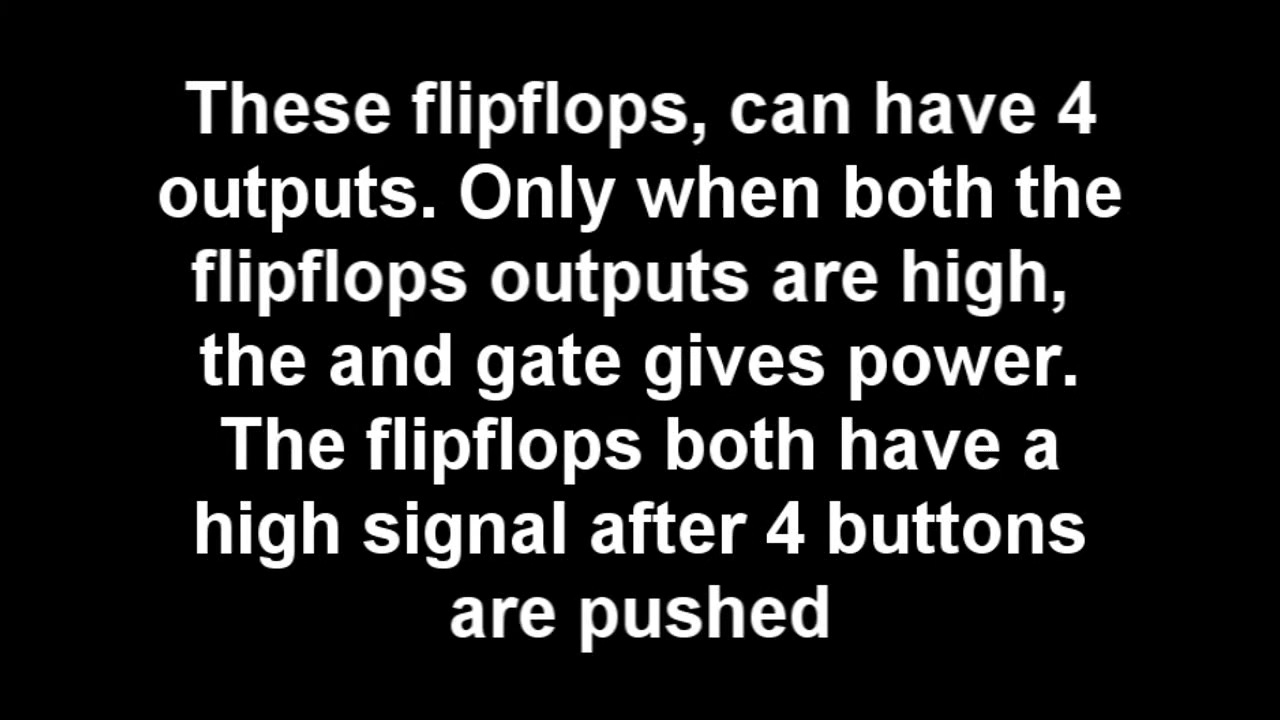 These flipflops, can have 4
outputs. Only when both the
flipflops outputs are high,
the and gate gives power.
The flipflops both have a
high signal after 4 buttons
are pushed